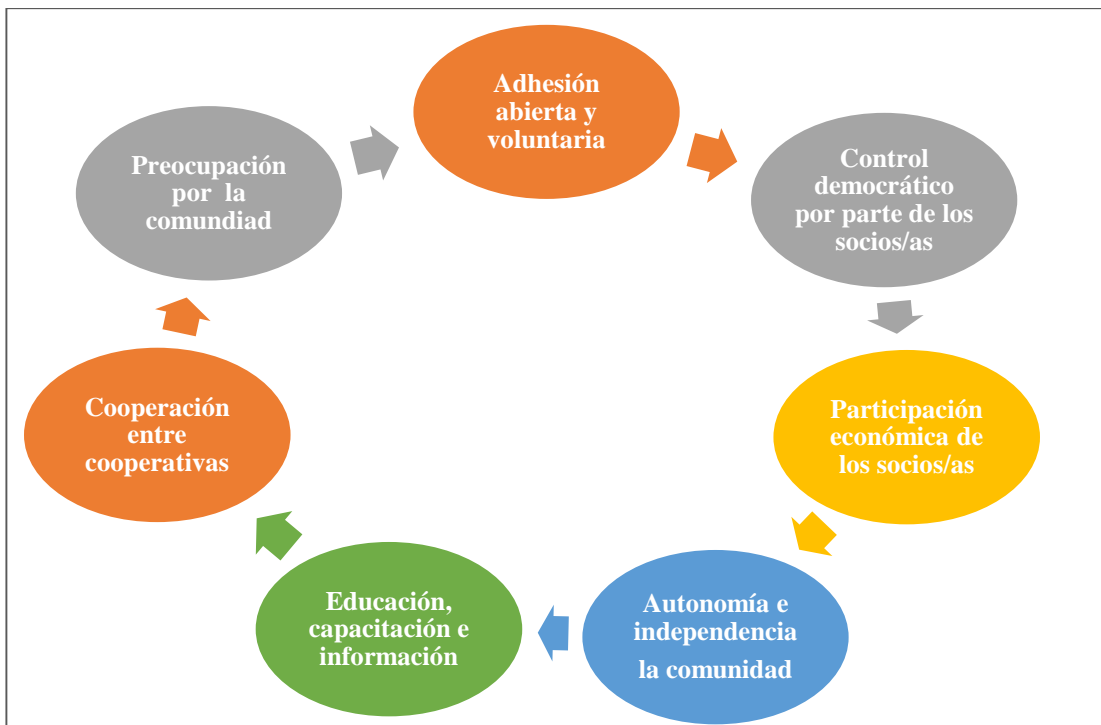 Adhesión
abierta y
voluntaria
Control
democrático
por parte de los
socios/as
Participación
económica de
los socios/as
Autonomía e
independencia
la comunidad
Educación,
capacitación e
información
Cooperación
entre
cooperativas
Preocupación
por la
comundiad